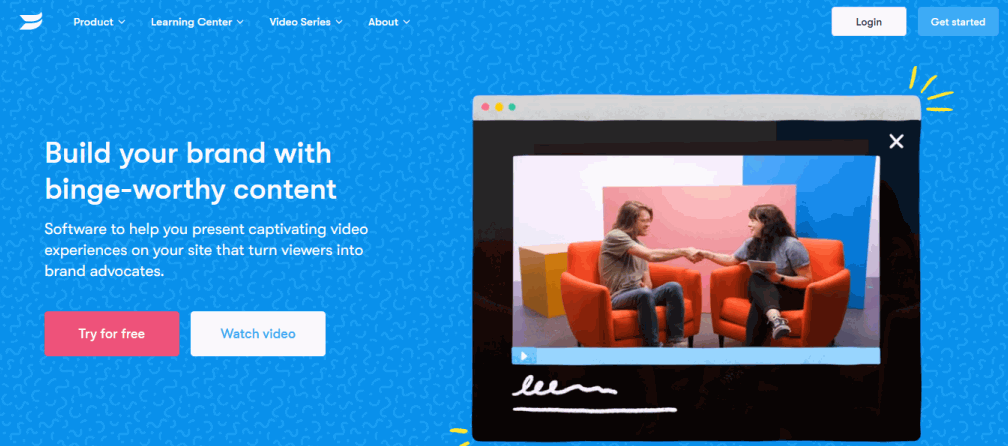 Product Learning Center Video Series About Login Get started
Build your brand with
binge-worthy content
Software to help you present captivating video
experiences on your site that turn viewers into
brand advocates.
Try for free Watch video